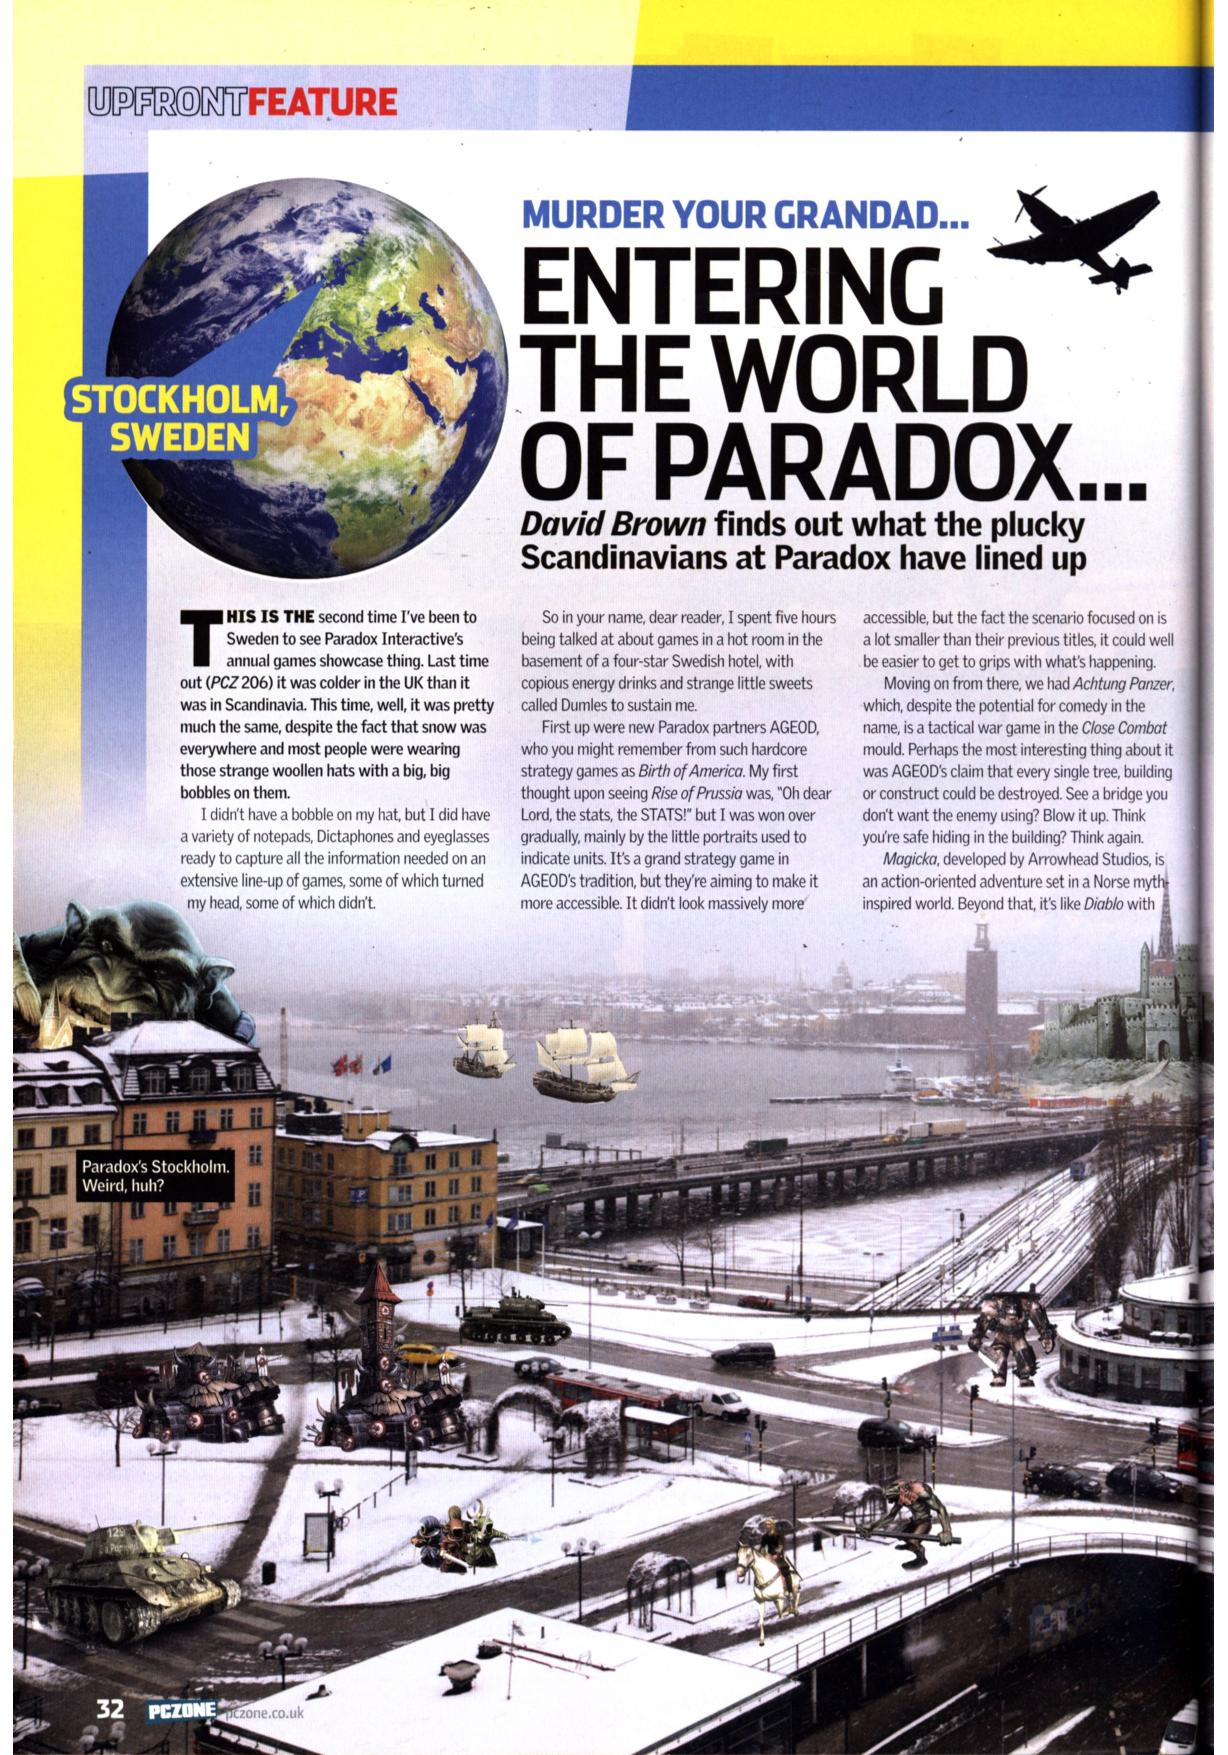 UPFRONTFEATURE
STOCKHOLM,
SWEDEN
MURDER YOUR GRANDAD...
ENTERING
THE WORLD
OF PARADOX...
David Brown finds out what the plucky
Scandinavians at Paradox have lined up
THIS IS THE second time I've been to
Sweden to see Paradox Interactive's
annual games showcase thing. Last time
out (PCZ 206) it was colder in the UK than it
was in Scandinavia. This time, well, it was pretty
much the same, despite the fact that snow was
everywhere and most people were wearing
those strange woollen hats with a big, big
bobbles on them.
I didn't have a bobble on my hat, but I did have
a variety of notepads, Dictaphones and eyeglasses
ready to capture all the information needed on an
extensive line-up of games, some of which turned
my head, some of which didn't.
So in your name, dear reader, I spent five hours
being talked at about games in a hot room in the
basement of a four-star Swedish hotel, with
copious energy drinks and strange little sweets
called Dumles to sustain me.
First up were new Paradox partners AGEOD,
who you might remember from such hardcore
strategy games as Birth of America. My first
thought upon seeing Rise of Prussia was, "Oh dear
Lord, the stats, the STATS!" but I was won over
gradually, mainly by the little portraits used to
indicate units. It's a grand strategy game in
AGEOD's tradition, but they're aiming to make it
more accessible. It didn't look massively more
accessible, but the fact the scenario focused on is
a lot smaller than their previous titles, it could well
be easier to get to grips with what's happening.
Moving on from there, we had Achtung Panzer,
which, despite the potential for comedy in the
name, is a tactical war game in the Close Combat
mould. Perhaps the most interesting thing about it
was AGEOD's claim that every single tree, building
or construct could be destroyed. See a bridge you
don't want the enemy using? Blow it up. Think
you're safe hiding in the building? Think again.
Magicka, developed by Arrowhead Studios, is
an action-oriented adventure set in a Norse myth-
inspired world. Beyond that, it's like Diablo with
Paradox's Stockholm.
Weird, huh?
129
32 PCZONE pczone.co.uk